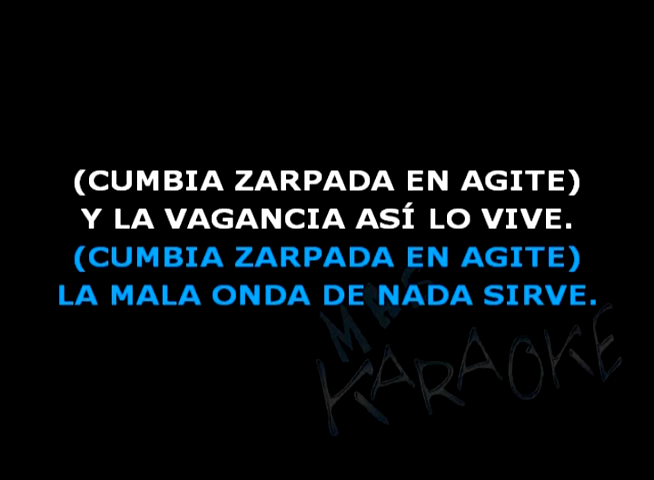 (CUMBIA ZARPADA EN AGITE)
Y LA VAGANCIA ASÍ LO VIVE.
(CUMBIA ZARPADA EN AGITE)
LA MALA ONDA DE NADA SIRVE.
KARAOKE